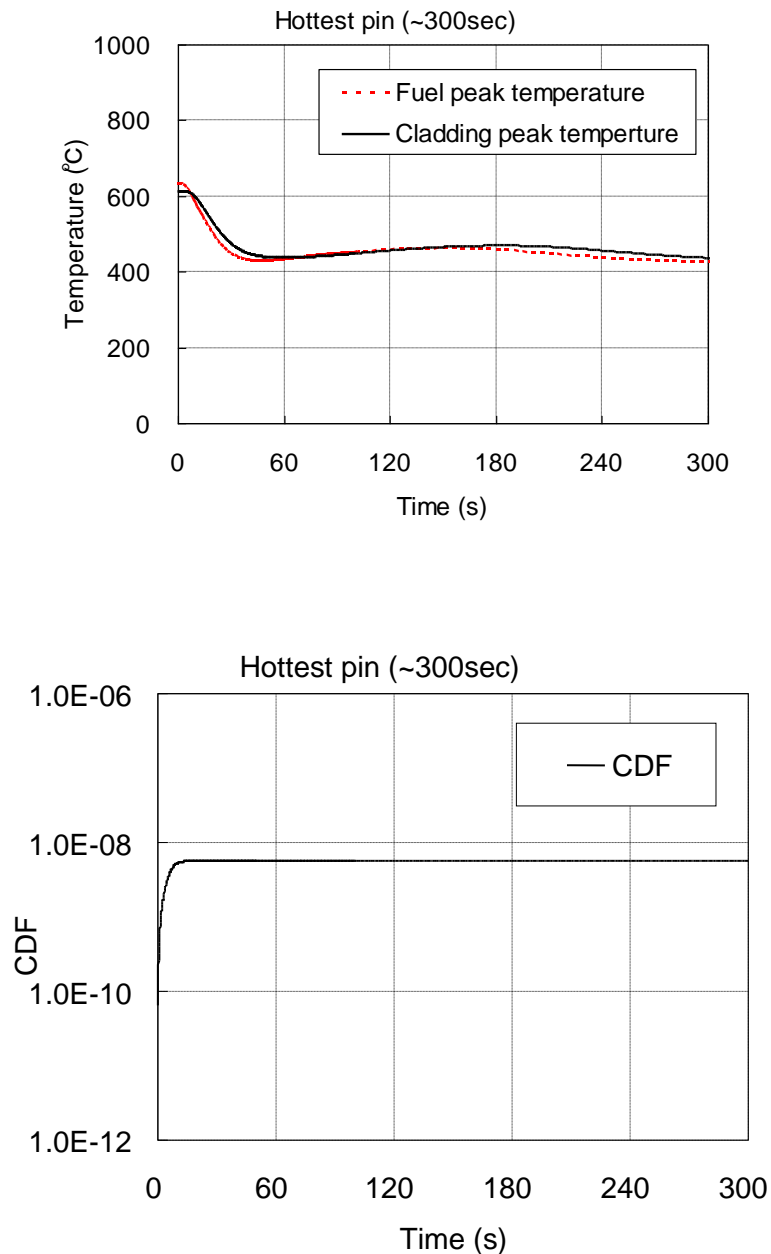 Hottest pin (~300sec)
1000
800
600
400
200
0
Temperature (℃)
Fuel peak temperature
Cladding peak temperture
0 60 120 180 240 300
Time (s)
Hottest pin (~300sec)
1.0E-06
1.0E-08
1.0E-10
1.0E-12
CDF
CDF
0 60 120 180 240 300
Time (s)